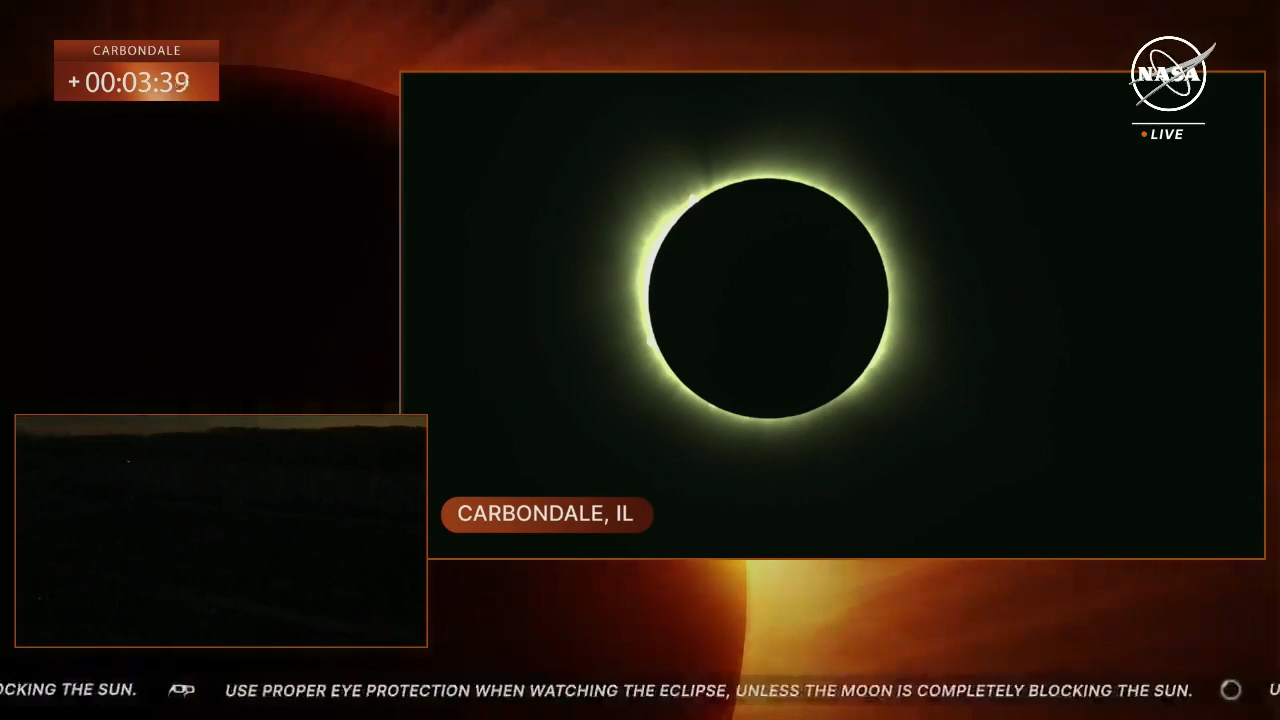 CARBONDALE
+ 00:03:39
NASA
LIVE
CARBONDALE, IL
OCKING THE SUN. USE PROPER EYE PROTECTION WHEN WATCHING THE ECLIPSE, UNLESS THE MOON IS COMPLETELY BLOCKING THE SUN. U